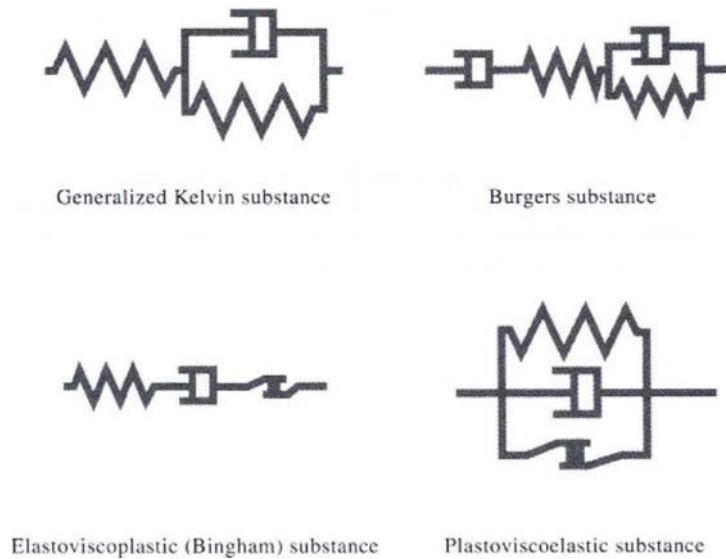 Generalized Kelvin substance
Burgers substance
Elastoviscoplastic (Bingham) substance
Plastoviscoelastic substance